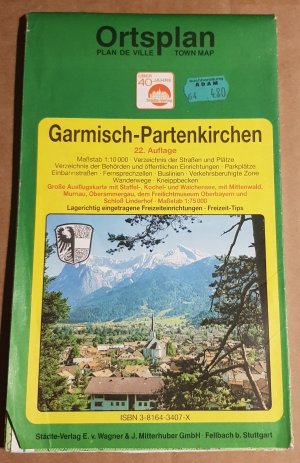 Ortsplan
PLAN DE VILLE TOWN MAP
ÜBER
40 JAHRE
ADAM
4.80
Garmisch-Partenkirchen
22. Auflage
Maßstab 1:10 000 · Verzeichnis der Straßen und Plätze
Verzeichnis der Behörden und öffentlichen Einrichtungen · Parkplätze
Einbahnstraßen · Fernsprechzellen · Buslinien · Verkehrsberuhigte Zone
Wanderwege · Kneippbecken
Große Ausflugskarte mit Staffel-, Kochel- und Walchensee, mit Mittenwald,
Murnau, Oberammergau, dem Freilichtmuseum Oberbayern und
Schloß Linderhof · Maßstab 1:75 000
Lagerichtig eingetragene Freizeiteinrichtungen · Freizeit-Tips
ISBN 3-8164-3407-X
Städte-Verlag E. v. Wagner & J. Mitterhuber GmbH · Fellbach b. Stuttgart